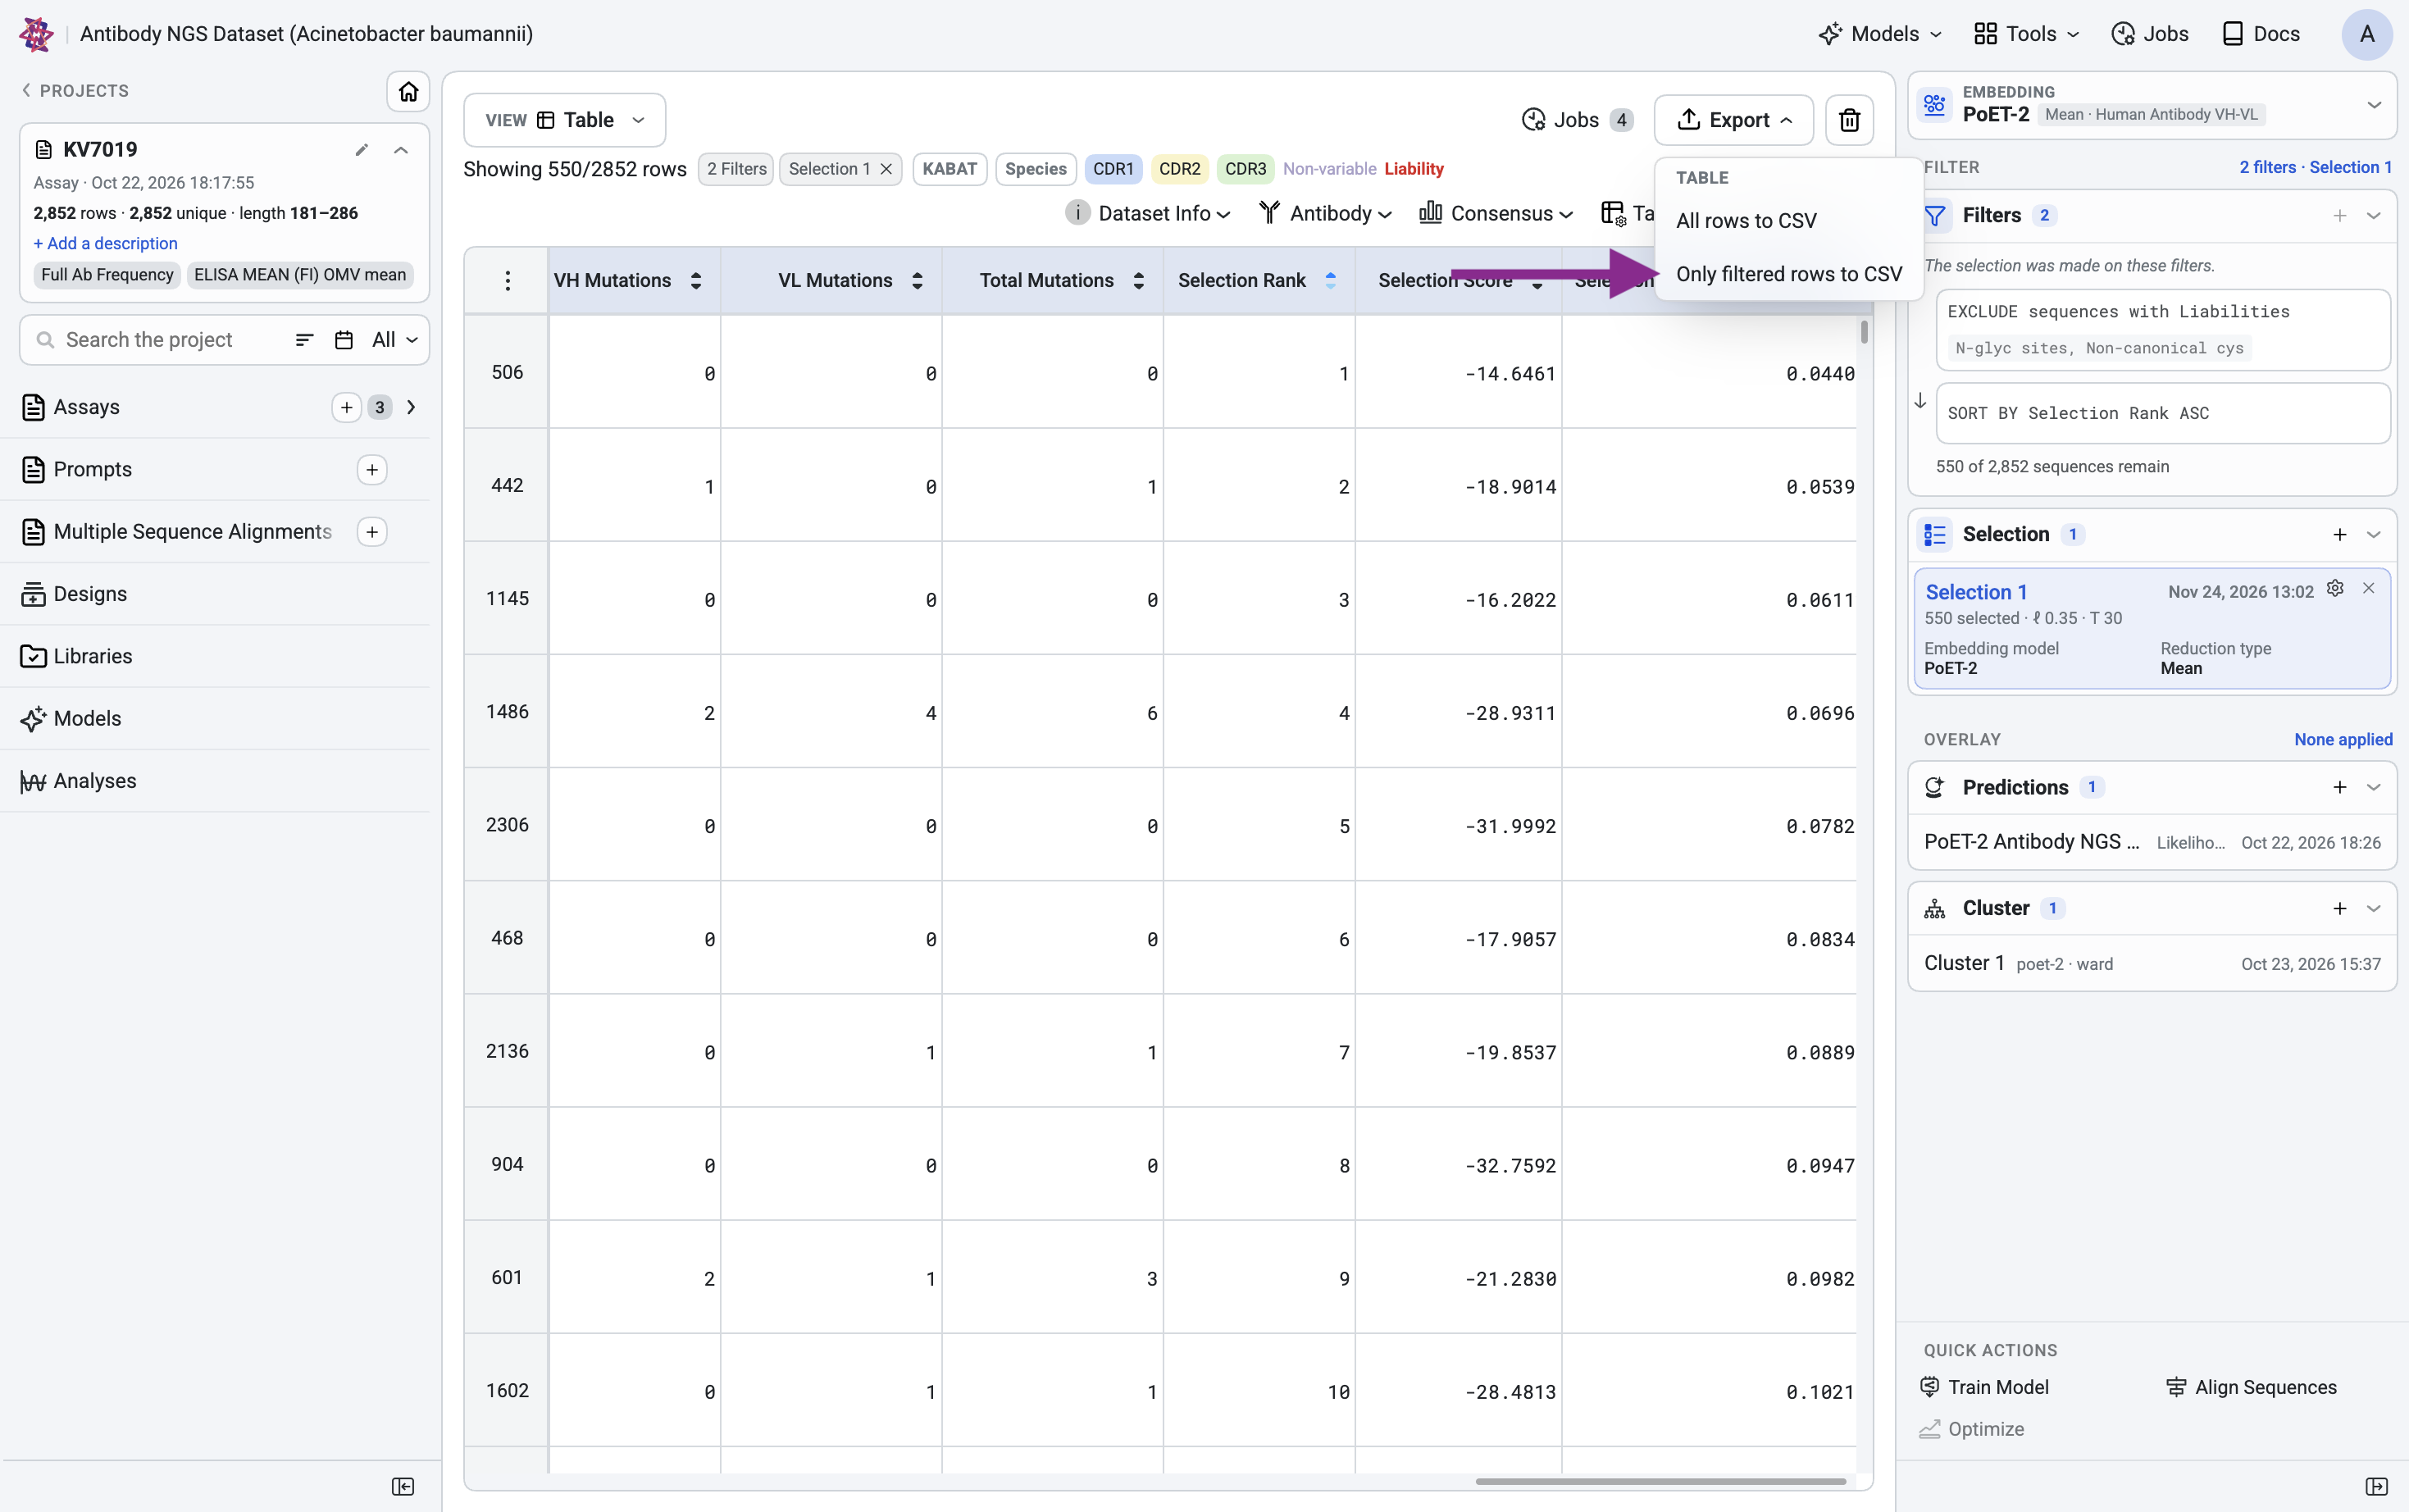 Antibody NGS Dataset (Acinetobacter baumannii)
Models
Tools
Jobs
Docs
A
PROJECTS
KV7019
Assay · Oct 22, 2026 18:17:55
2,852 rows · 2,852 unique · length 181–286
+ Add a description
Full Ab Frequency
ELISA MEAN (FI) OMV mean
Search the project
All
Assays
3
Prompts
Multiple Sequence Alignments
Designs
Libraries
Models
Analyses
VIEW Table
Jobs 4
Export
Showing 550/2852 rows
2 Filters
Selection 1
KABAT
Species
CDR1
CDR2
CDR3
Non-variable
Liability
Dataset Info
Antibody
Consensus
Ta
TABLE
All rows to CSV
Only filtered rows to CSV
VH Mutations
VL Mutations
Total Mutations
Selection Rank
Selection Score
506 0 0 0 1 -14.6461 0.0440
442 1 0 1 2 -18.9014 0.0539
1145 0 0 0 3 -16.2022 0.0611
1486 2 4 6 4 -28.9311 0.0696
2306 0 0 0 5 -31.9992 0.0782
468 0 0 0 6 -17.9057 0.0834
2136 0 1 1 7 -19.8537 0.0889
904 0 0 0 8 -32.7592 0.0947
601 2 1 3 9 -21.2830 0.0982
1602 0 1 1 10 -28.4813 0.1021
EMBEDDING
PoET-2 Mean · Human Antibody VH-VL
FILTER
2 filters · Selection 1
Filters 2
The selection was made on these filters.
EXCLUDE sequences with Liabilities
N-glyc sites, Non-canonical cys
SORT BY Selection Rank ASC
550 of 2,852 sequences remain
Selection 1
Selection 1
Nov 24, 2026 13:02
550 selected · ℓ 0.35 · T 30
Embedding model
PoET-2
Reduction type
Mean
OVERLAY
None applied
Predictions 1
PoET-2 Antibody NGS ... Likeliho... Oct 22, 2026 18:26
Cluster 1
Cluster 1 poet-2 · ward Oct 23, 2026 15:37
QUICK ACTIONS
Train Model
Align Sequences
Optimize